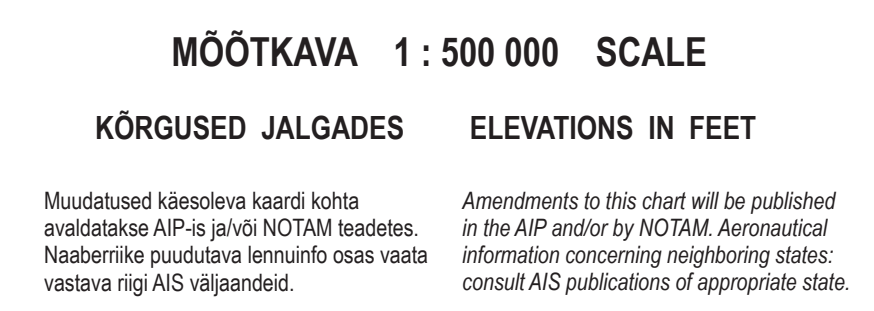 MÕÕTKAVA 1 : 500 000 SCALE
KÕRGUSED JALGADES
ELEVATIONS IN FEET
Muudatused käesoleva kaardi kohta
avaldatakse AIP-is ja/või NOTAM teadetes.
Naaberriike puudutava lennuinfo osas vaata
vastava riigi AIS väljaandeid.
Amendments to this chart will be published
in the AIP and/or by NOTAM. Aeronautical
information concerning neighboring states:
consult AIS publications of appropriate state.